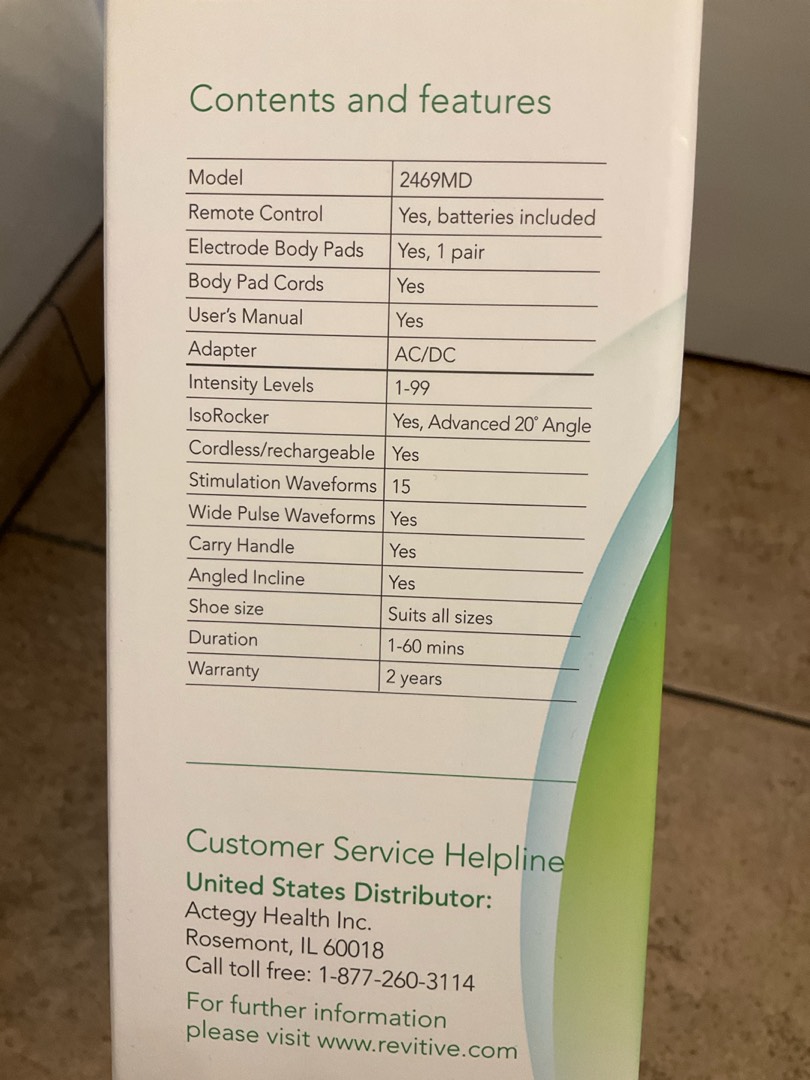 Contents and features
Model 2469MD
Remote Control Yes, batteries included
Electrode Body Pads Yes, 1 pair
Body Pad Cords Yes
User's Manual Yes
Adapter AC/DC
Intensity Levels 1-99
IsoRocker Yes, Advanced 20° Angle
Cordless/rechargeable Yes
Stimulation Waveforms 15
Wide Pulse Waveforms Yes
Carry Handle Yes
Angled Incline Yes
Shoe size Suits all sizes
Duration 1-60 mins
Warranty 2 years
Customer Service Helpline
United States Distributor:
Actegy Health Inc.
Rosemont, IL 60018
Call toll free: 1-877-260-3114
For further information
please visit www.revitive.com